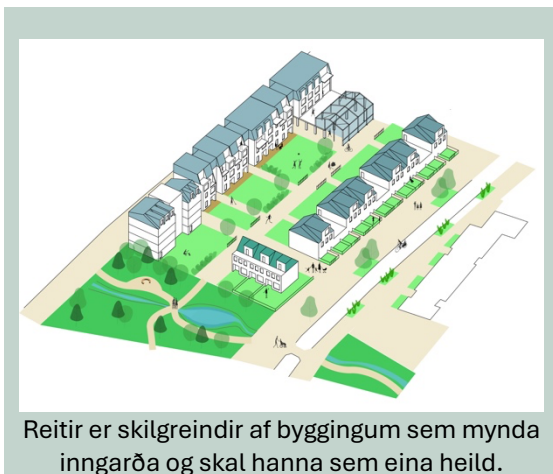 Reitir er skilgreindir af byggingum sem mynda
inngarða og skal hanna sem eina heild.